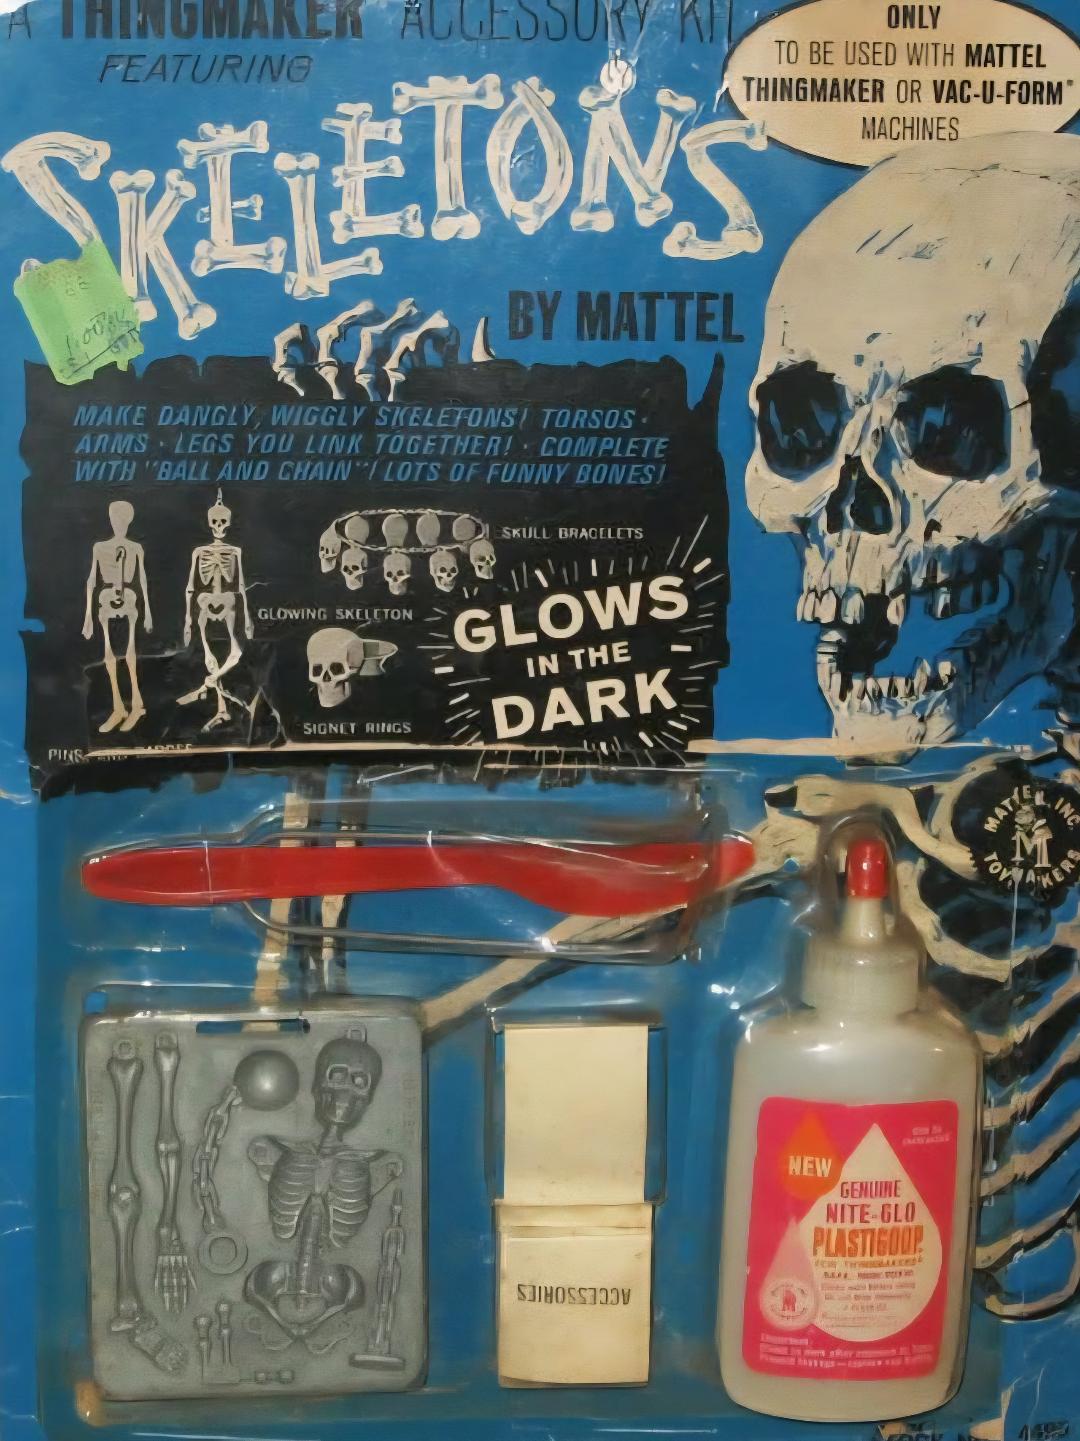 A THINGMAKER ACCESSORY KIT
FEATURING
SKELETONS
BY MATTEL
ONLY
TO BE USED WITH MATTEL
THINGMAKER OR VAC-U-FORM®
MACHINES
MAKE DANGLY, WIGGLY SKELETONS! TORSOS ·
ARMS · LEGS YOU LINK TOGETHER! · COMPLETE
WITH "BALL AND CHAIN"! LOTS OF FUNNY BONES!
SKULL BRACELETS
GLOWING SKELETON
SIGNET RINGS
GLOWS
IN THE
DARK
MATTEL, INC.
TOYMAKERS
ACCESSORIES
NEW
GENUINE
NITE-GLO
PLASTIGOOP
FOR THINGMAKERS